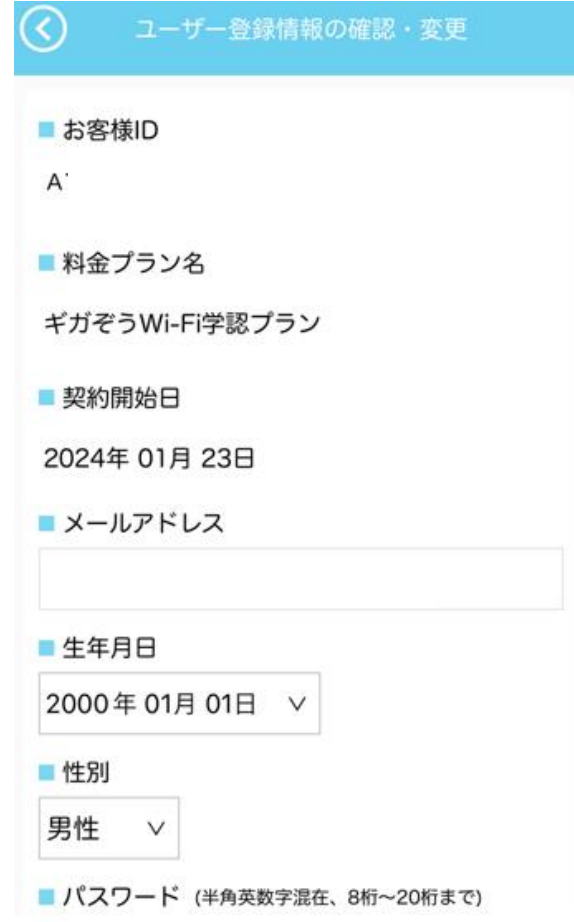 ユーザー登録情報の確認・変更
お客様ID
A
料金プラン名
ギガぞうWi-Fi学認プラン
契約開始日
2024年 01月 23日
メールアドレス
生年月日
2000年 01月 01日
性別
男性
パスワード (半角英数字混在、8桁～20桁まで)